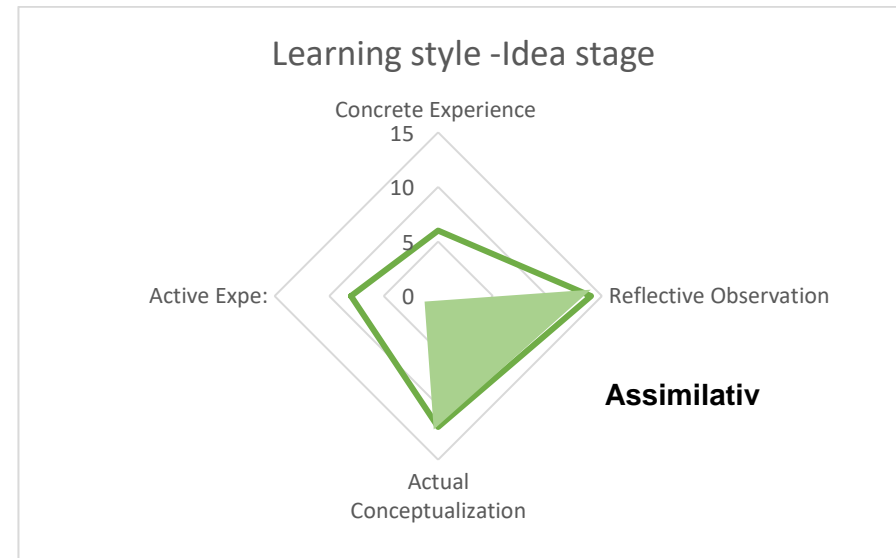 Learning style -Idea stage
Concrete Experience
15
10
5
0
Active Expe:
Reflective Observation
Assimilativ
Actual
Conceptualization